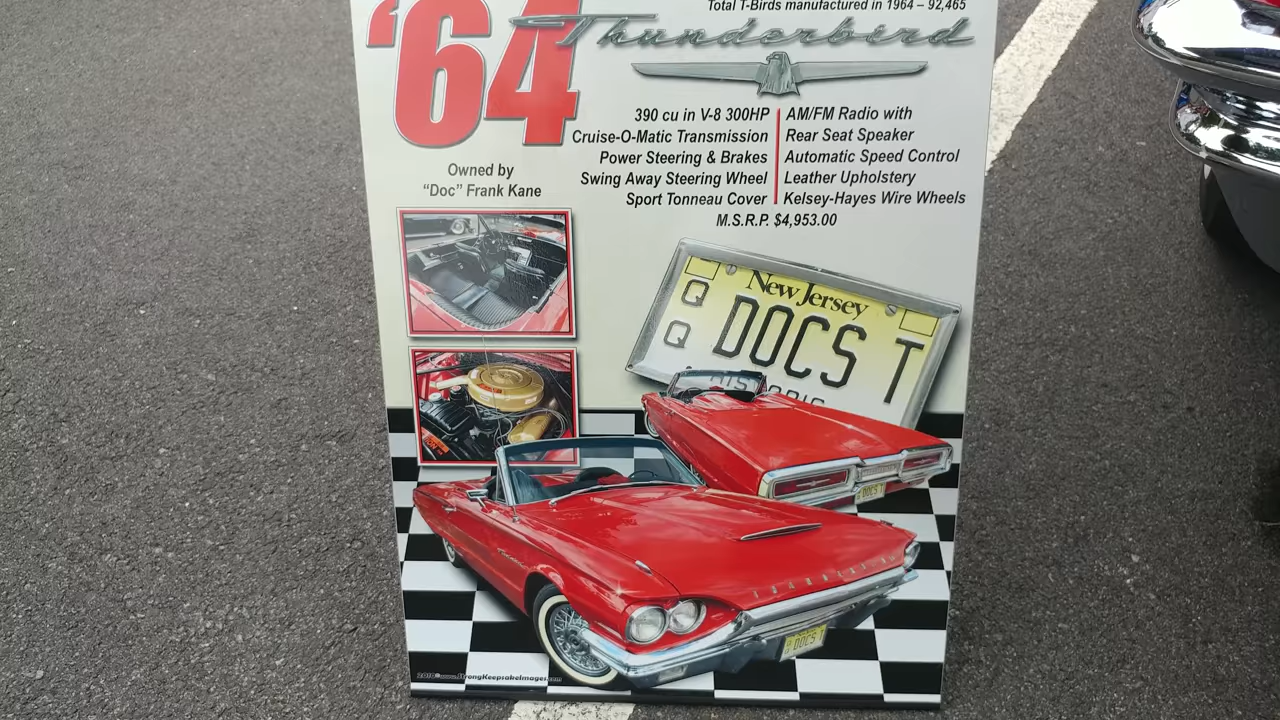 Total T-Birds manufactured in 1964 – 92,465
'64
Thunderbird
390 cu in V-8 300HP
Cruise-O-Matic Transmission
Power Steering & Brakes
Swing Away Steering Wheel
Sport Tonneau Cover
AM/FM Radio with
Rear Seat Speaker
Automatic Speed Control
Leather Upholstery
Kelsey-Hayes Wire Wheels
M.S.R.P. $4,953.00
Owned by
“Doc” Frank Kane
New Jersey
Q
Q
DOCS T
HISTORIC
DOCS T
THUNDERBIRD
DOCS T